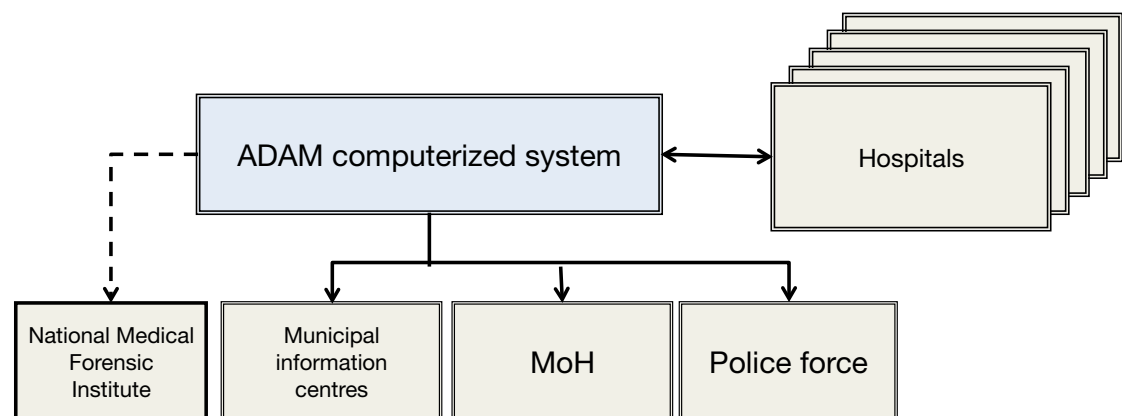 ADAM computerized system
Hospitals
National Medical
Forensic
Institute
Municipal
information
centres
MoH
Police force